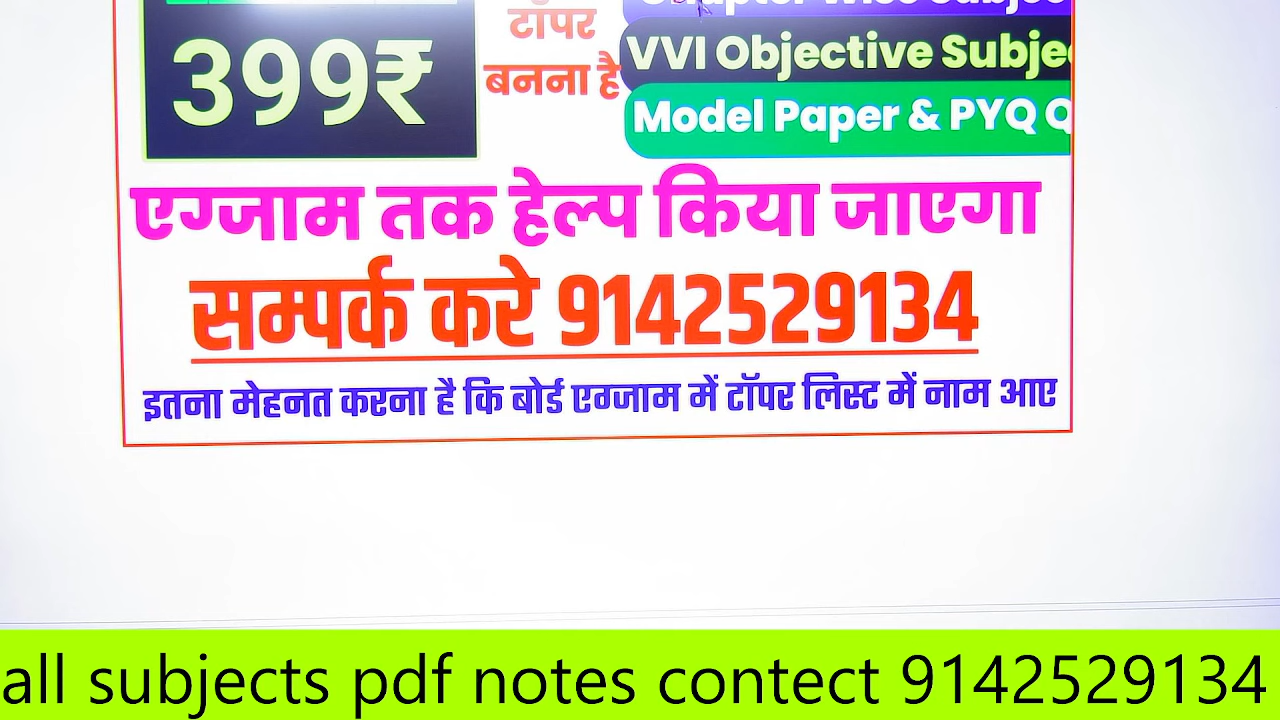 टॉपर
बनना है
399₹
VVI Objective
Model Paper & PYQ
एग्जाम तक हेल्प किया जाएगा
सम्पर्क करे 9142529134
इतना मेहनत करना है कि बोर्ड एग्जाम में टॉपर लिस्ट में नाम आए
all subjects pdf notes contect 9142529134